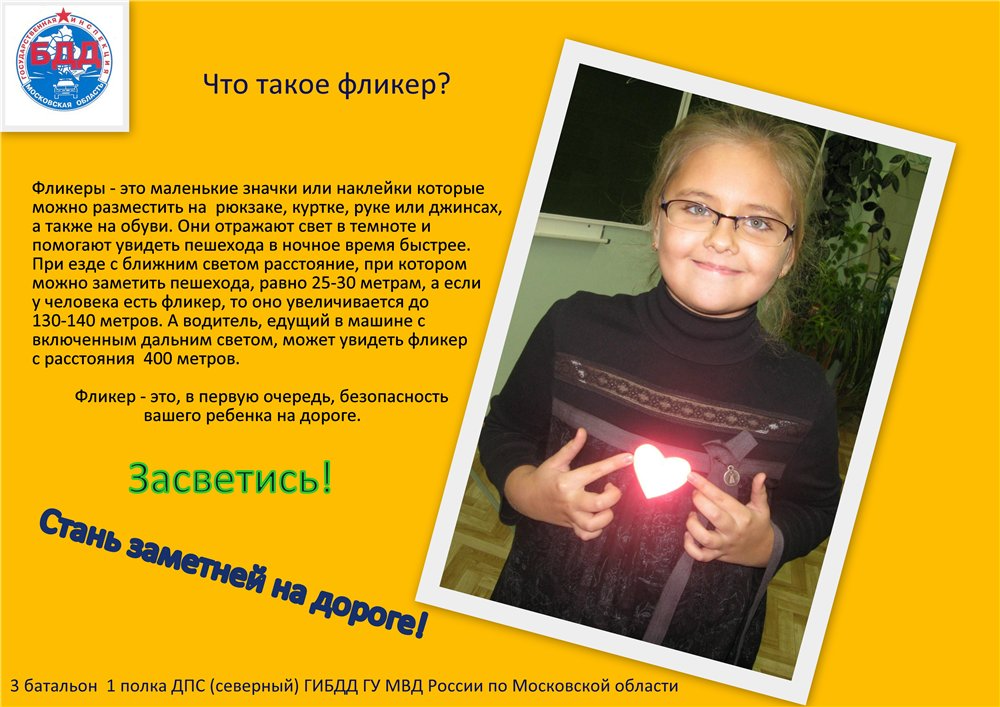 ГОСУДАРСТВЕННАЯ ИНСПЕКЦИЯ
БДД
МОСКОВСКАЯ ОБЛАСТЬ
Что такое фликер?
Фликеры - это маленькие значки или наклейки которые
можно разместить на рюкзаке, куртке, руке или джинсах,
а также на обуви. Они отражают свет в темноте и
помогают увидеть пешехода в ночное время быстрее.
При езде с ближним светом расстояние, при котором
можно заметить пешехода, равно 25-30 метрам, а если
у человека есть фликер, то оно увеличивается до
130-140 метров. А водитель, едущий в машине с
включенным дальним светом, может увидеть фликер
с расстояния 400 метров.
Фликер - это, в первую очередь, безопасность
вашего ребенка на дороге.
Засветись!
Стань заметней на дороге!
3 батальон 1 полка ДПС (северный) ГИБДД ГУ МВД России по Московской области